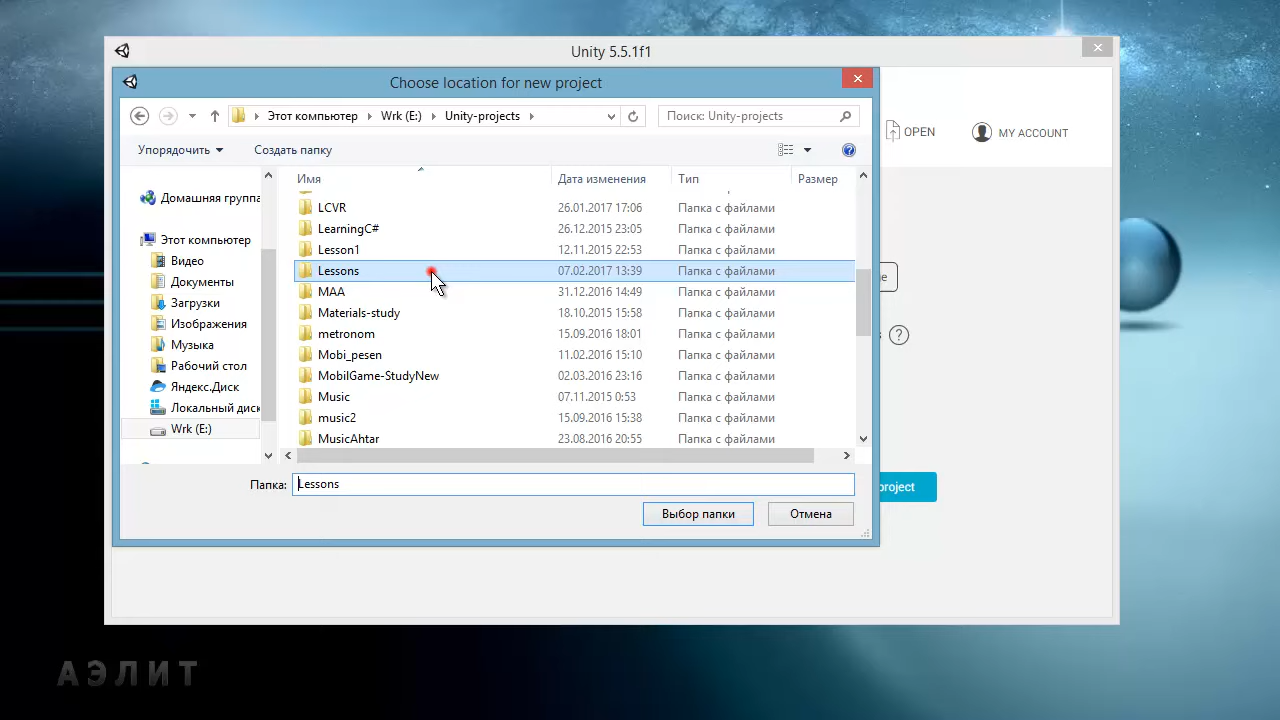 Unity 5.5.1f1
Choose location for new project
Этот компьютер Wrk (E:) Unity-projects
Поиск: Unity-projects
OPEN
MY ACCOUNT
Упорядочить Создать папку
Имя Дата изменения Тип Размер
Домашняя группа
Этот компьютер
Видео
Документы
Загрузки
Изображения
Музыка
Рабочий стол
Яндекс.Диск
Локальный диск
Wrk (E:)
LCVR 26.01.2017 17:06 Папка с файлами
LearningC# 26.12.2015 23:05 Папка с файлами
Lesson1 12.11.2015 22:53 Папка с файлами
Lessons 07.02.2017 13:39 Папка с файлами
MAA 31.12.2016 14:49 Папка с файлами
Materials-study 18.10.2015 15:58 Папка с файлами
metronom 15.09.2016 18:01 Папка с файлами
Mobi_pesen 11.02.2016 15:10 Папка с файлами
MobilGame-StudyNew 02.03.2016 23:16 Папка с файлами
Music 07.11.2015 0:53 Папка с файлами
music2 15.09.2016 15:38 Папка с файлами
MusicAhtar 23.08.2016 20:55 Папка с файлами
Папка: Lessons
Выбор папки Отмена
project
АЭЛИТ